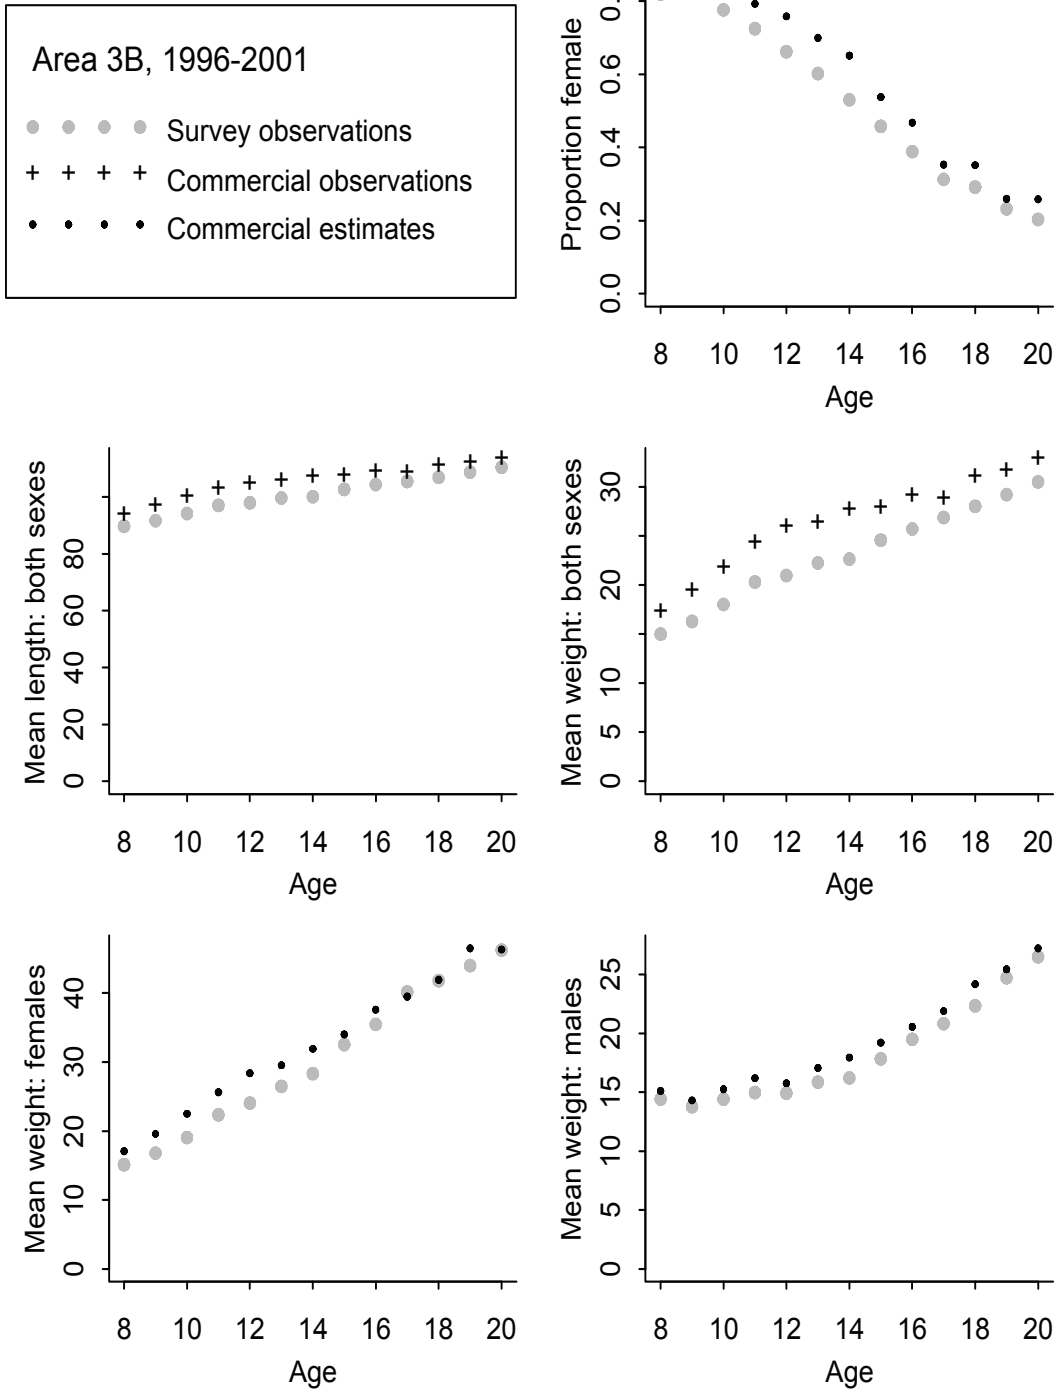 Area 3B, 1996-2001
Survey observations
Commercial observations
Commercial estimates
Proportion female
0.0 0.2 0.4 0.6
8 10 12 14 16 18 20
Age
Mean length: both sexes
0 20 40 60 80
8 10 12 14 16 18 20
Age
Mean weight: both sexes
0 5 10 20 30
8 10 12 14 16 18 20
Age
Mean weight: females
0 10 20 30 40
8 10 12 14 16 18 20
Age
Mean weight: males
0 5 10 15 20 25
8 10 12 14 16 18 20
Age